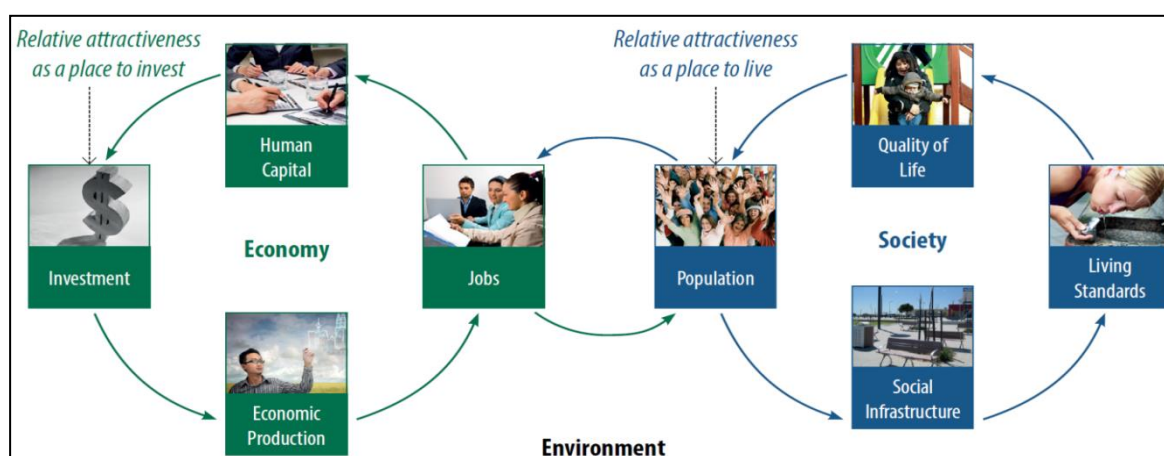 Relative attractiveness
as a place to invest
Relative attractiveness
as a place to live
Human
Capital
Quality of
Life
Investment
Economy
Jobs
Population
Society
Living
Standards
Economic
Production
Social
Infrastructure
Environment